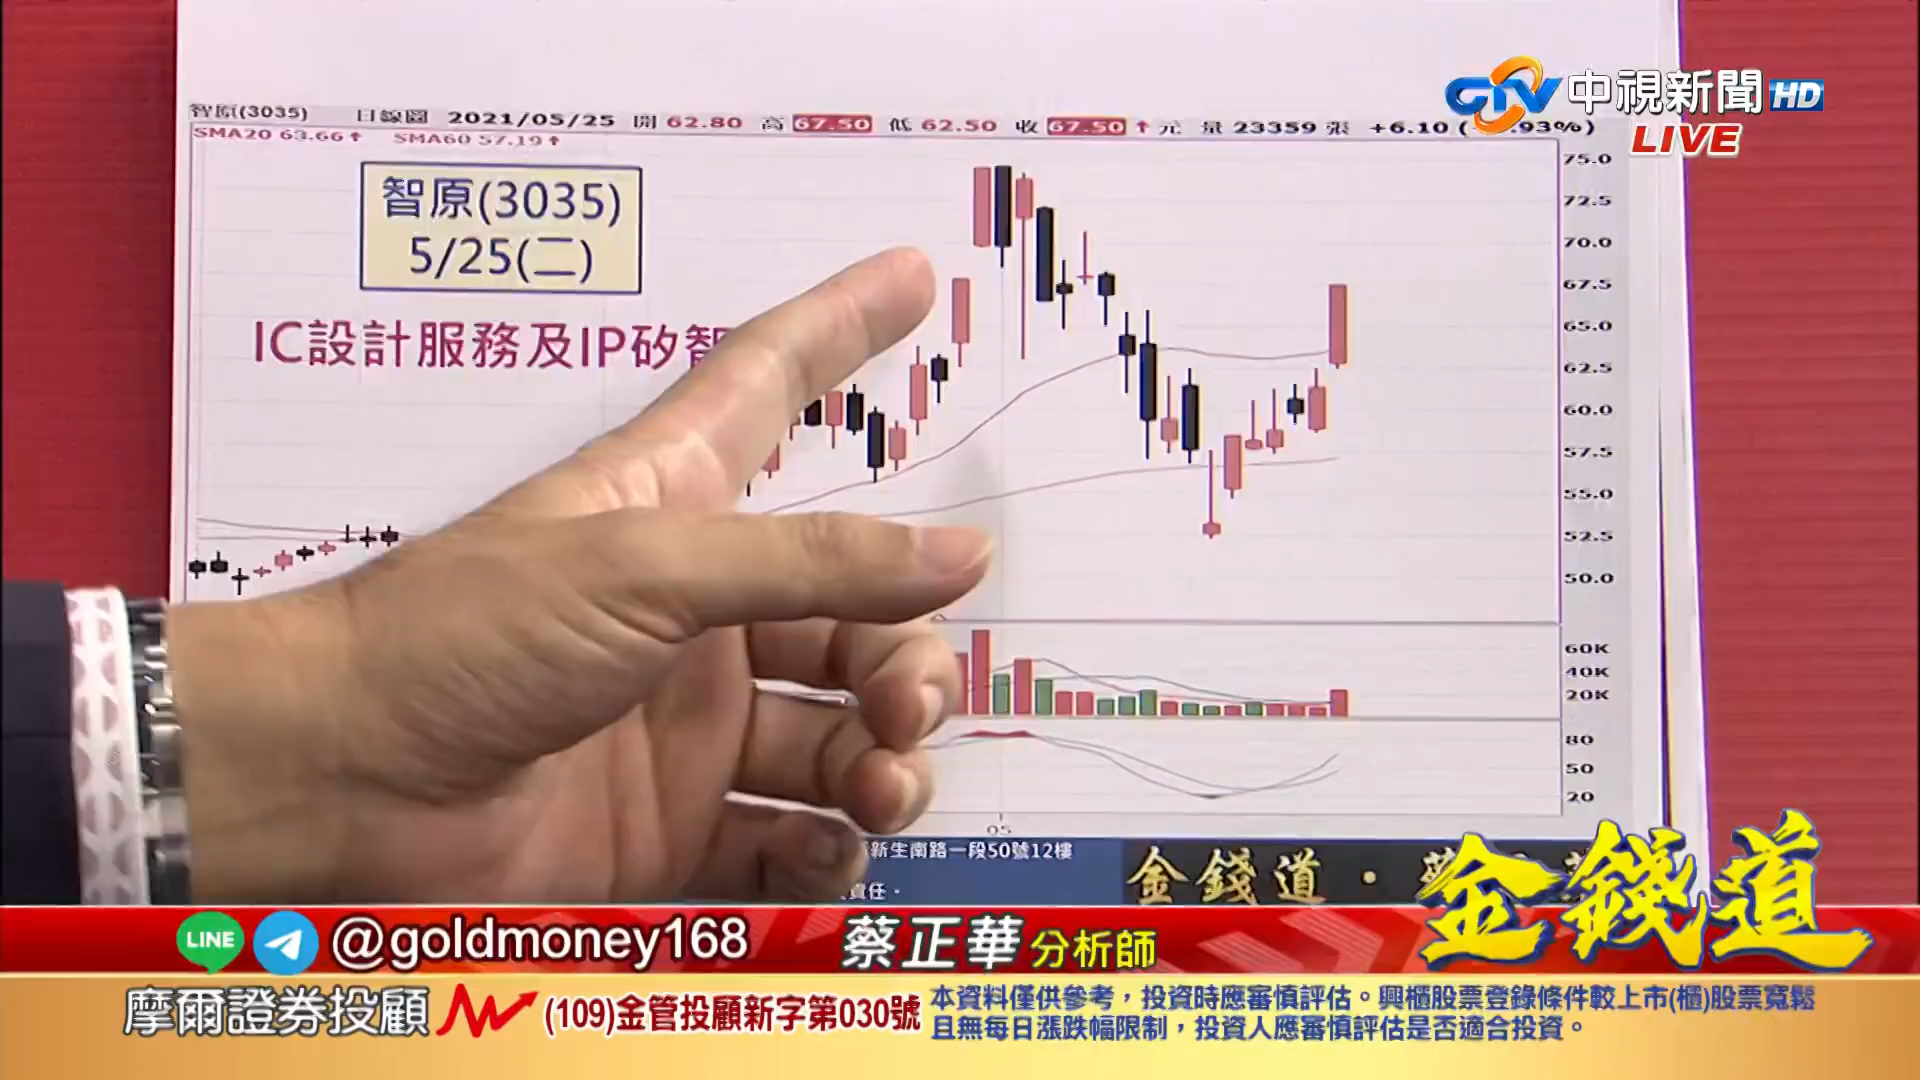 CTV中視新聞HD
LIVE
智原(3035) 日線圖 2021/05/25 開 62.80 高 67.50 低 62.50 收 67.50↑元 量 23359 張 +6.10
SMA20 63.66↑ SMA60 57.19↑
智原(3035)
5/25(二)
IC設計服務及IP矽智
75.0
72.5
70.0
67.5
65.0
62.5
60.0
57.5
55.0
52.5
50.0
60K
40K
20K
80
50
20
05
新生南路一段50號12樓
責任。
金錢道·
金錢道
LINE @goldmoney168 蔡正華 分析師
摩爾證券投顧 (109)金管投顧新字第030號
本資料僅供參考，投資時應審慎評估。興櫃股票登錄條件較上市(櫃)股票寬鬆
且無每日漲跌幅限制，投資人應審慎評估是否適合投資。